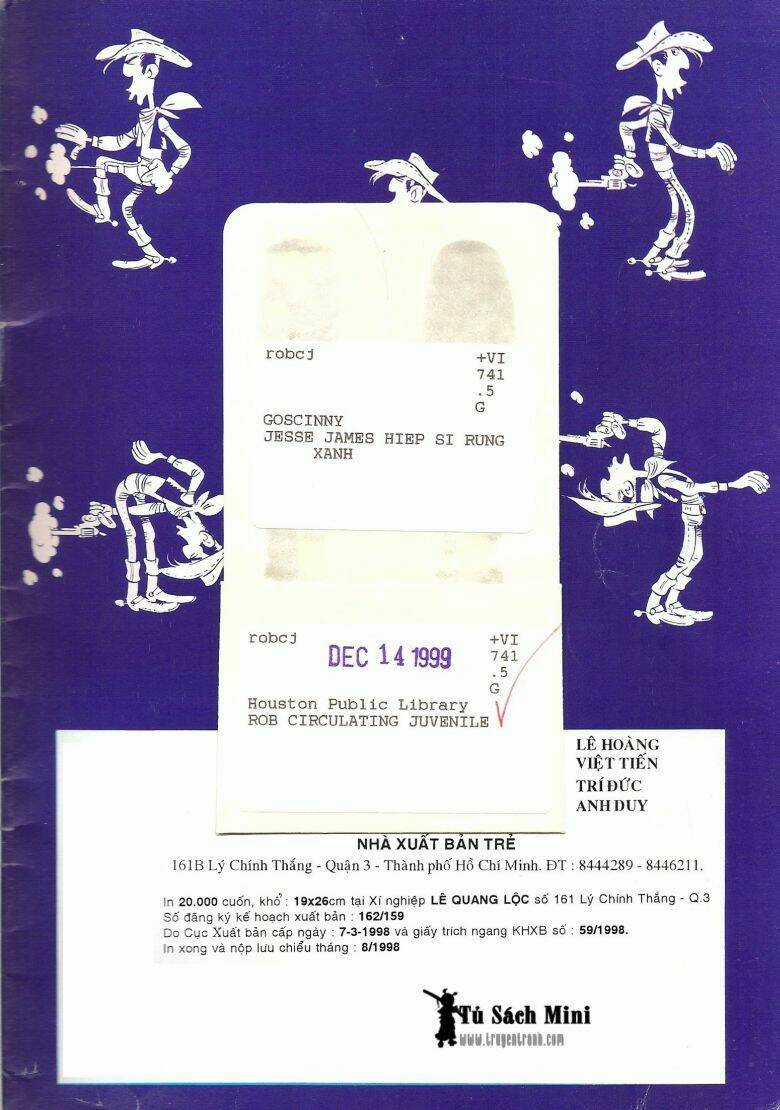 robcj +VI
741
.5
G
GOSCINNY
JESSE JAMES HIEP SI RUNG
XANH
robcj +VI
DEC 14 1999 741
.5
G
Houston Public Library
ROB CIRCULATING JUVENILE
LÊ HOÀNG
VIỆT TIẾN
TRÍ ĐỨC
ANH DUY
NHÀ XUẤT BẢN TRẺ
161B Lý Chính Thắng - Quận 3 - Thành phố Hồ Chí Minh. ĐT : 8444289 - 8446211.
In 20.000 cuốn, khổ : 19x26cm tại Xí nghiệp LÊ QUANG LỘC số 161 Lý Chính Thắng - Q.3
Số đăng ký kế hoạch xuất bản : 162/159
Do Cục Xuất bản cấp ngày : 7-3-1998 và giấy trích ngang KHXB số : 59/1998.
In xong và nộp lưu chiểu tháng : 8/1998
Tủ Sách Mini
www.truyentranh.com